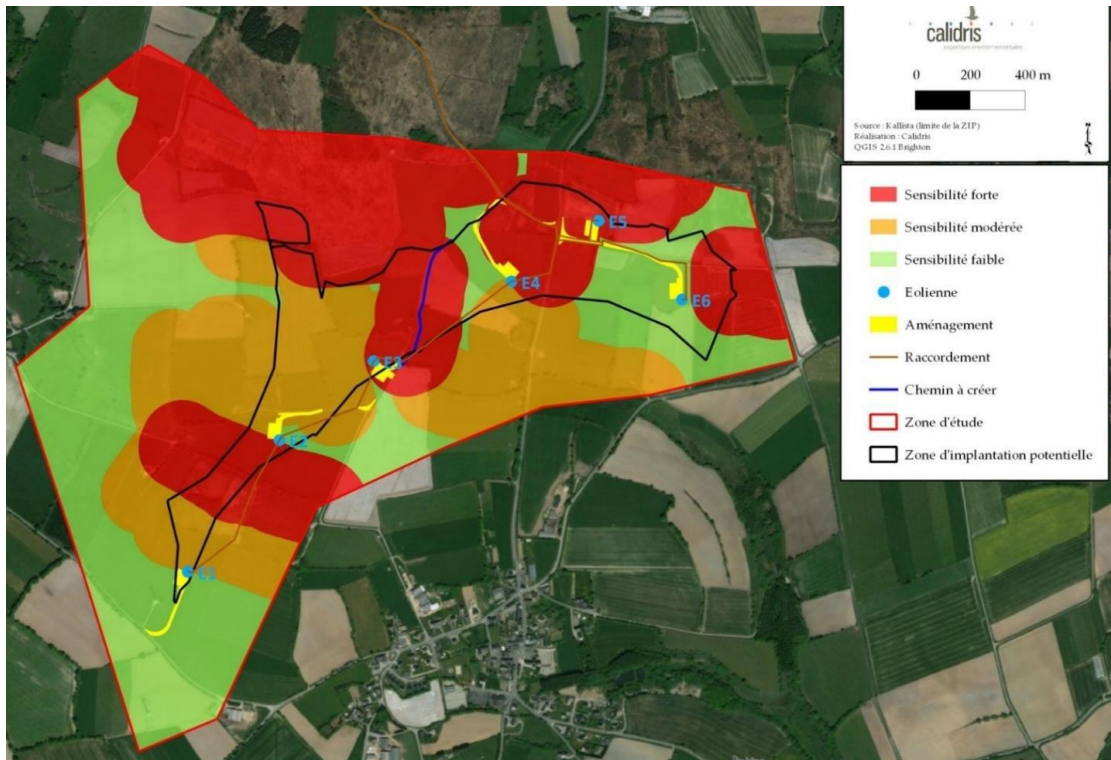 calidris
expertises environnementales
0 200 400 m
Source : Kallista (limite de la ZIP)
Réalisation : Calidris
QGIS 2.6.1 Brighton
N
Sensibilité forte
Sensibilité modérée
Sensibilité faible
Eolienne
Aménagement
Raccordement
Chemin à créer
Zone d'étude
Zone d'implantation potentielle
E5
E4
E6
E3
E2
E1